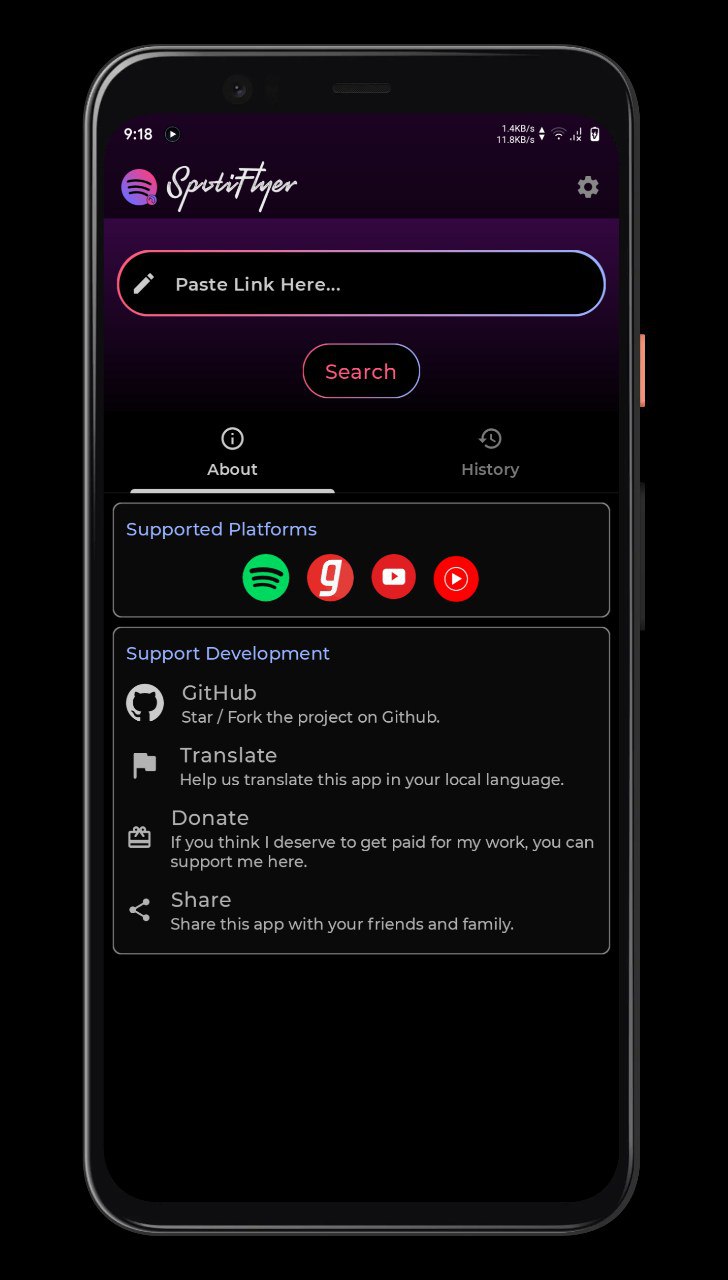 9:18
1.4KB/s
11.8KB/s
SpotiFlyer
Paste Link Here...
Search
About
History
Supported Platforms
g
Support Development
GitHub
Star / Fork the project on Github.
Translate
Help us translate this app in your local language.
Donate
If you think I deserve to get paid for my work, you can
support me here.
Share
Share this app with your friends and family.